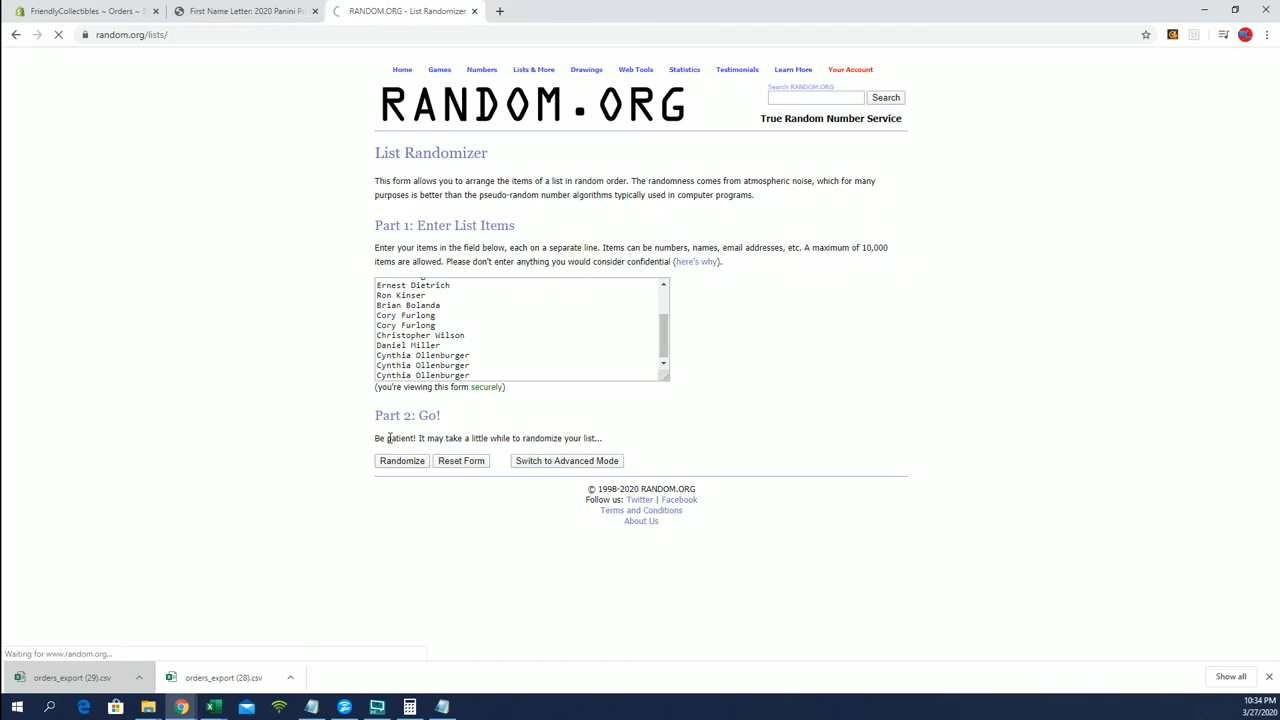 FriendlyCollectibles ~ Orders ~ S
First Name Letter: 2020 Panini Pr
RANDOM.ORG - List Randomizer
random.org/lists/
Home Games Numbers Lists & More Drawings Web Tools Statistics Testimonials Learn More Your Account
RANDOM.ORG
Search RANDOM.ORG
Search
True Random Number Service
List Randomizer
This form allows you to arrange the items of a list in random order. The randomness comes from atmospheric noise, which for many
purposes is better than the pseudo-random number algorithms typically used in computer programs.
Part 1: Enter List Items
Enter your items in the field below, each on a separate line. Items can be numbers, names, email addresses, etc. A maximum of 10,000
items are allowed. Please don't enter anything you would consider confidential (here's why).
Ernest Dietrich
Ron Kinser
Brian Bolanda
Cory Furlong
Cory Furlong
Christopher Wilson
Daniel Miller
Cynthia Ollenburger
Cynthia Ollenburger
Cynthia Ollenburger
(you're viewing this form securely)
Part 2: Go!
Be patient! It may take a little while to randomize your list...
Randomize Reset Form Switch to Advanced Mode
© 1998-2020 RANDOM.ORG
Follow us: Twitter | Facebook
Terms and Conditions
About Us
Waiting for www.random.org...
orders_export (29).csv
orders_export (28).csv
Show all
10:34 PM
3/27/2020